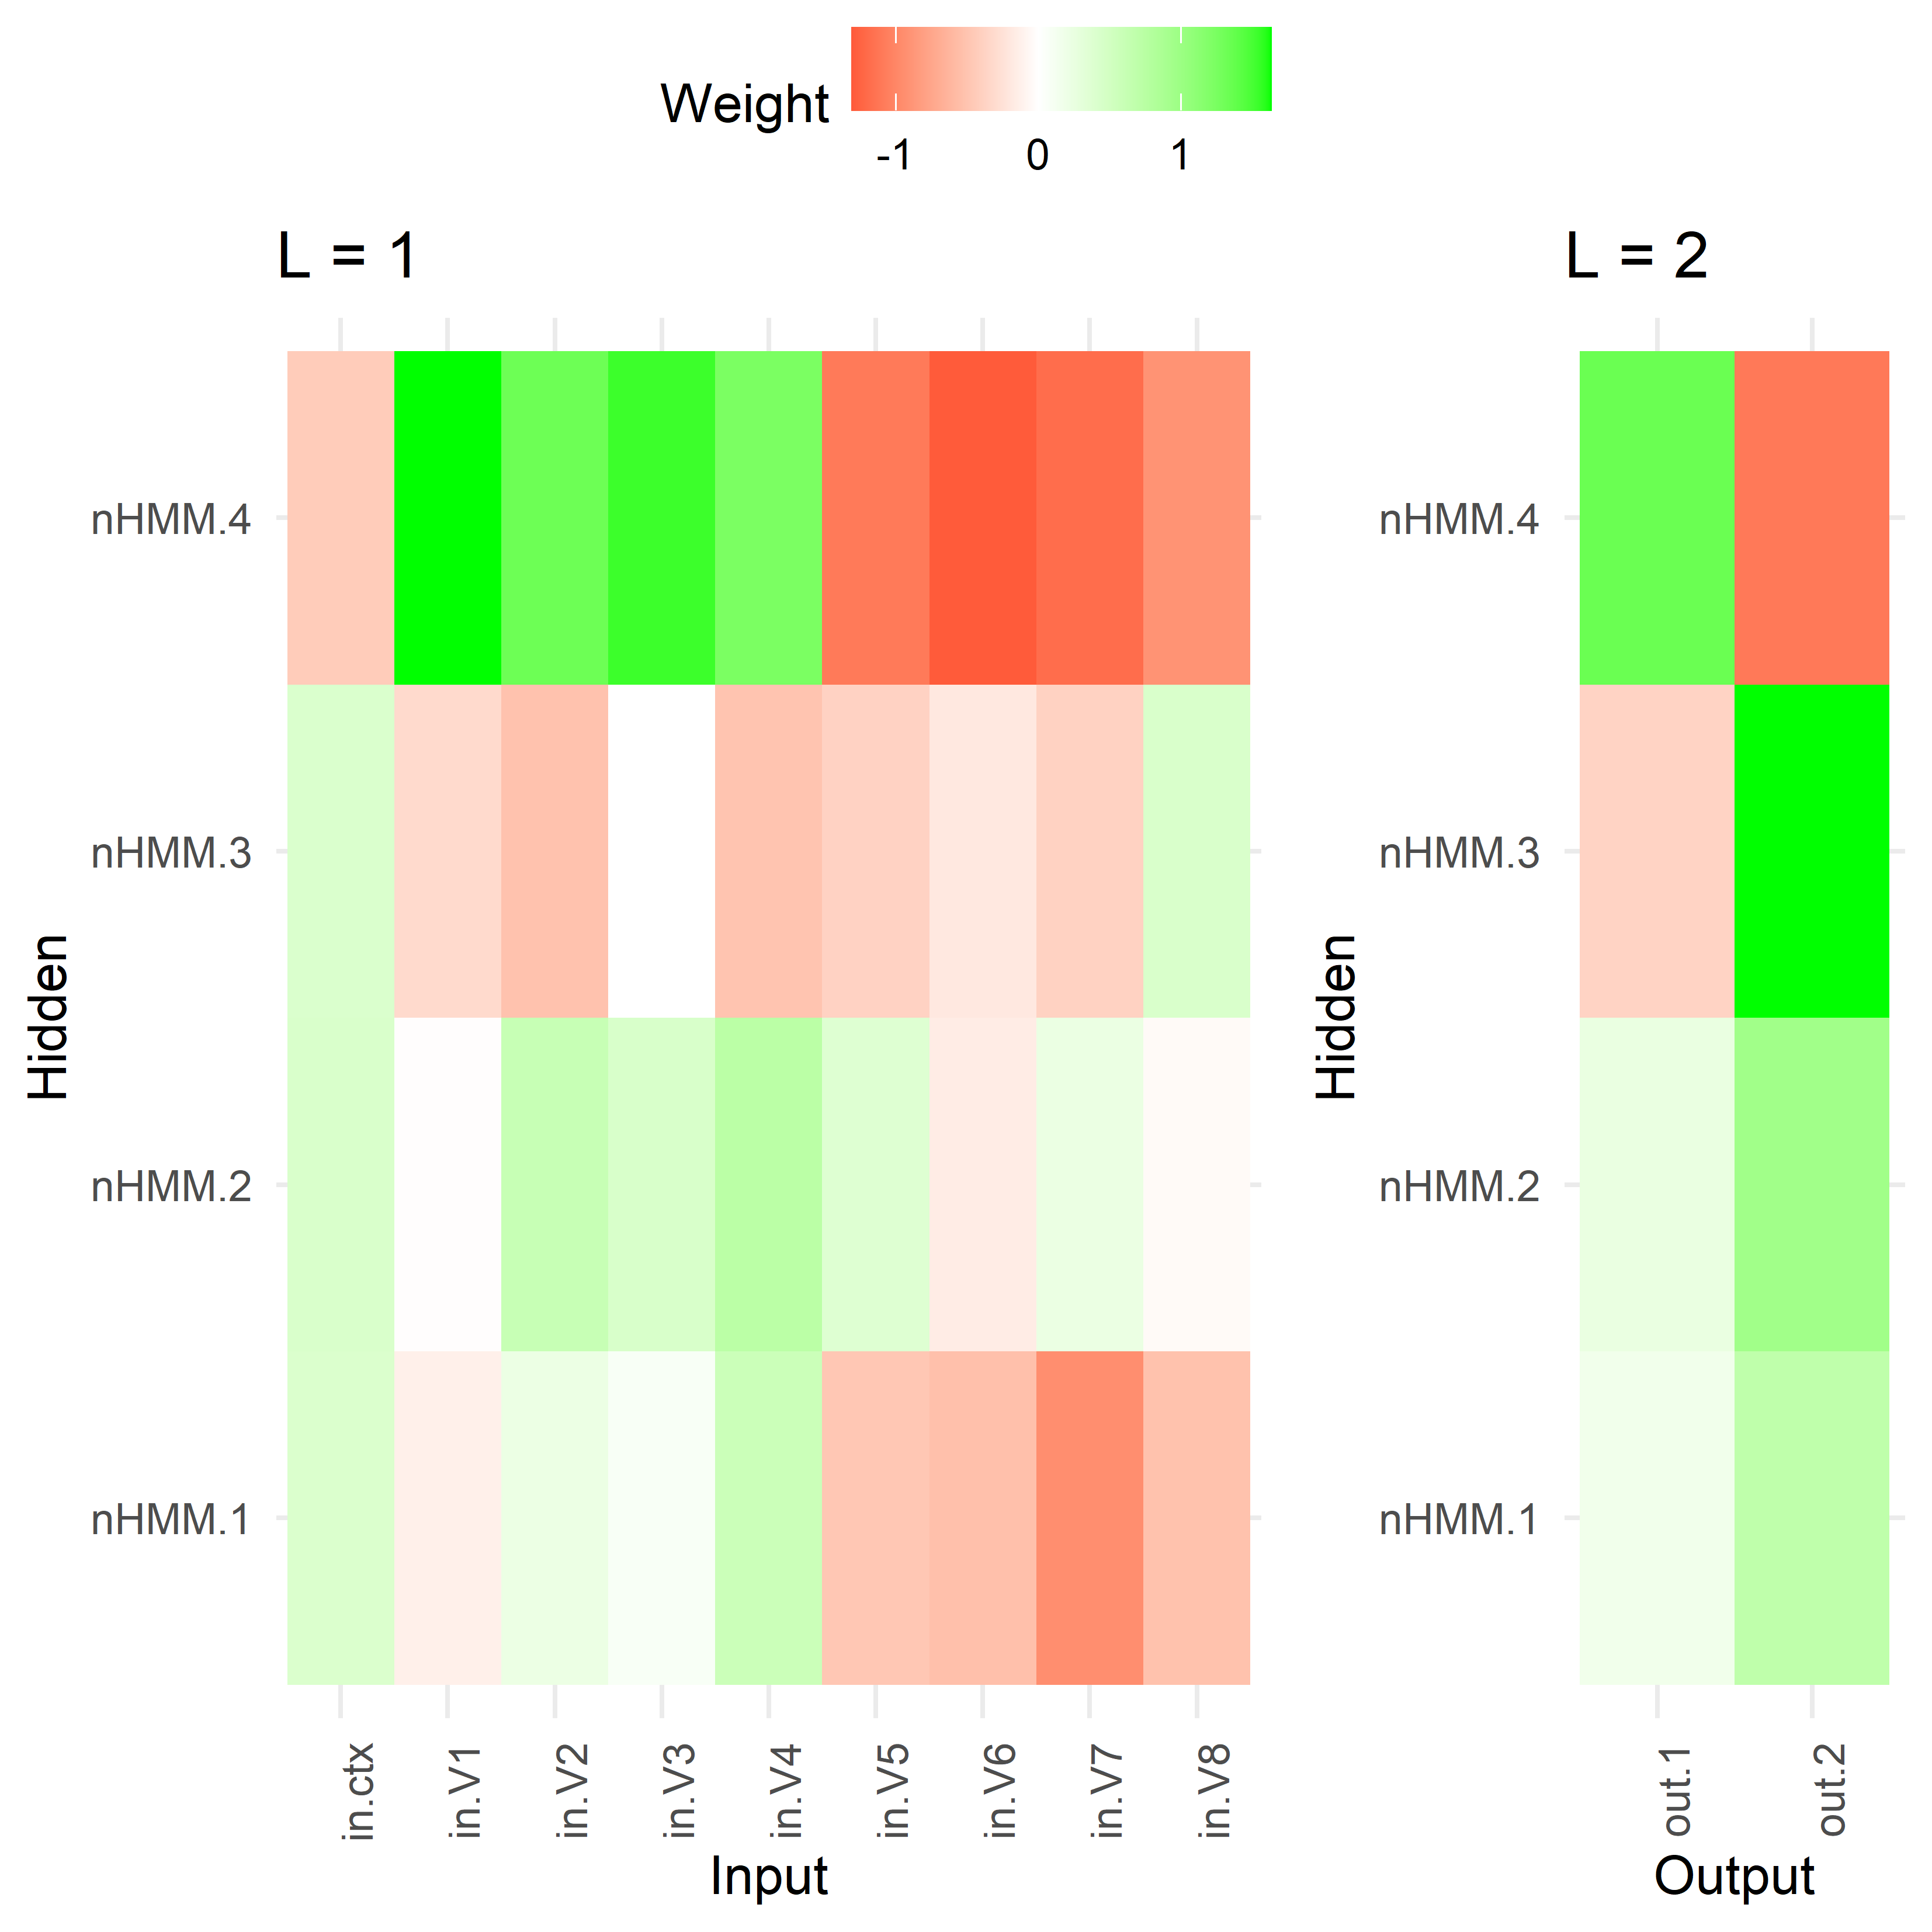 Weight
-1 0 1
L = 1
L = 2
nHMM.4
nHMM.3
nHMM.2
nHMM.1
Hidden
in.ctx
in.V1
in.V2
in.V3
in.V4
in.V5
in.V6
in.V7
in.V8
Input
nHMM.4
nHMM.3
nHMM.2
nHMM.1
Hidden
out.1
out.2
Output